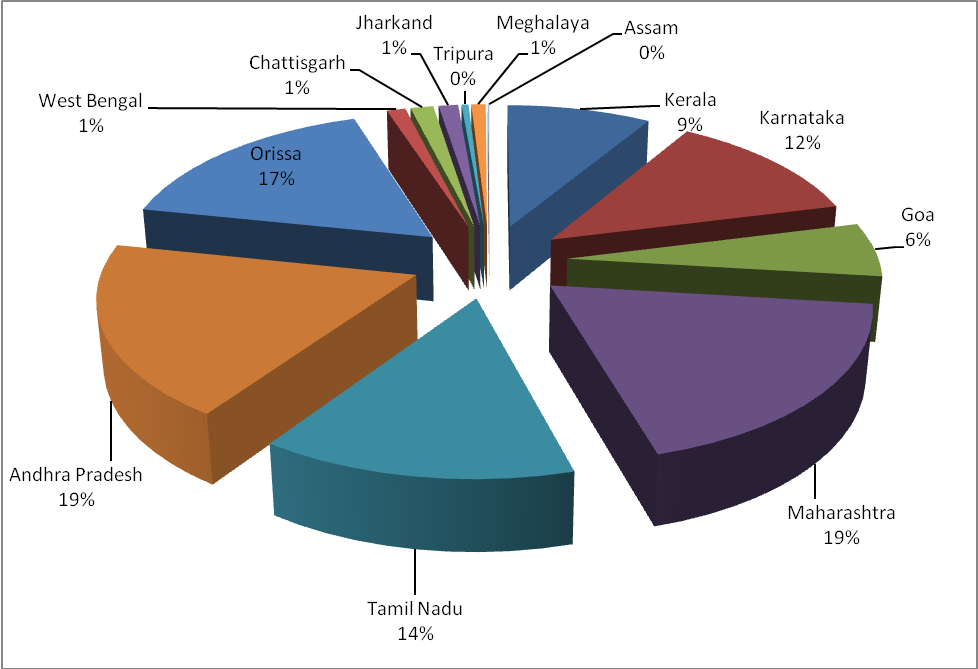 Jharkand
1%
Meghalaya
1%
Assam
0%
Tripura
0%
Chattisgarh
1%
West Bengal
1%
Kerala
9%
Karnataka
12%
Orissa
17%
Goa
6%
Andhra Pradesh
19%
Maharashtra
19%
Tamil Nadu
14%